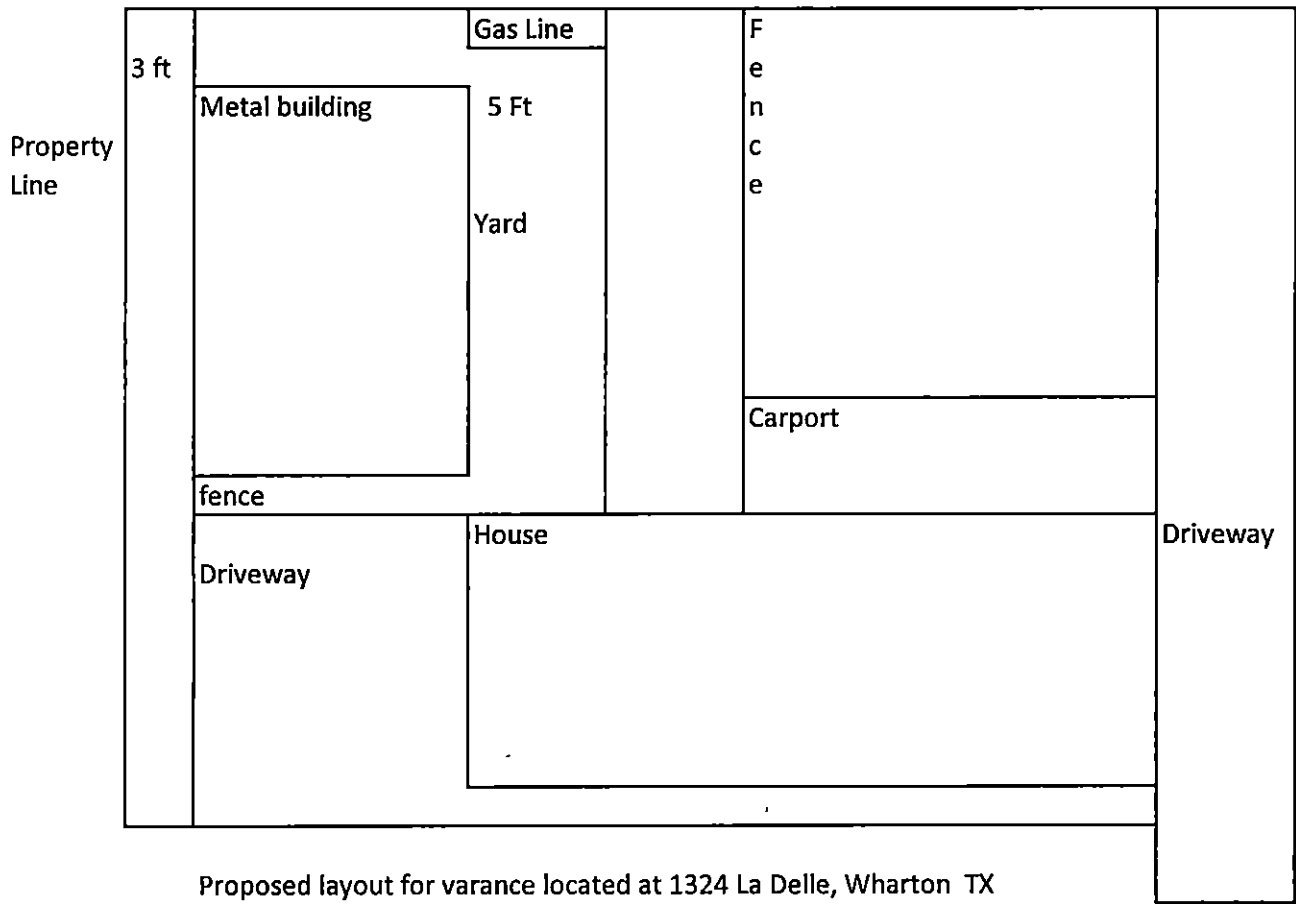 Gas Line
F
e
n
c
e
3 ft
Metal building
5 Ft
Property
Line
Yard
Carport
fence
House
Driveway
Driveway
Proposed layout for varance located at 1324 La Delle, Wharton TX